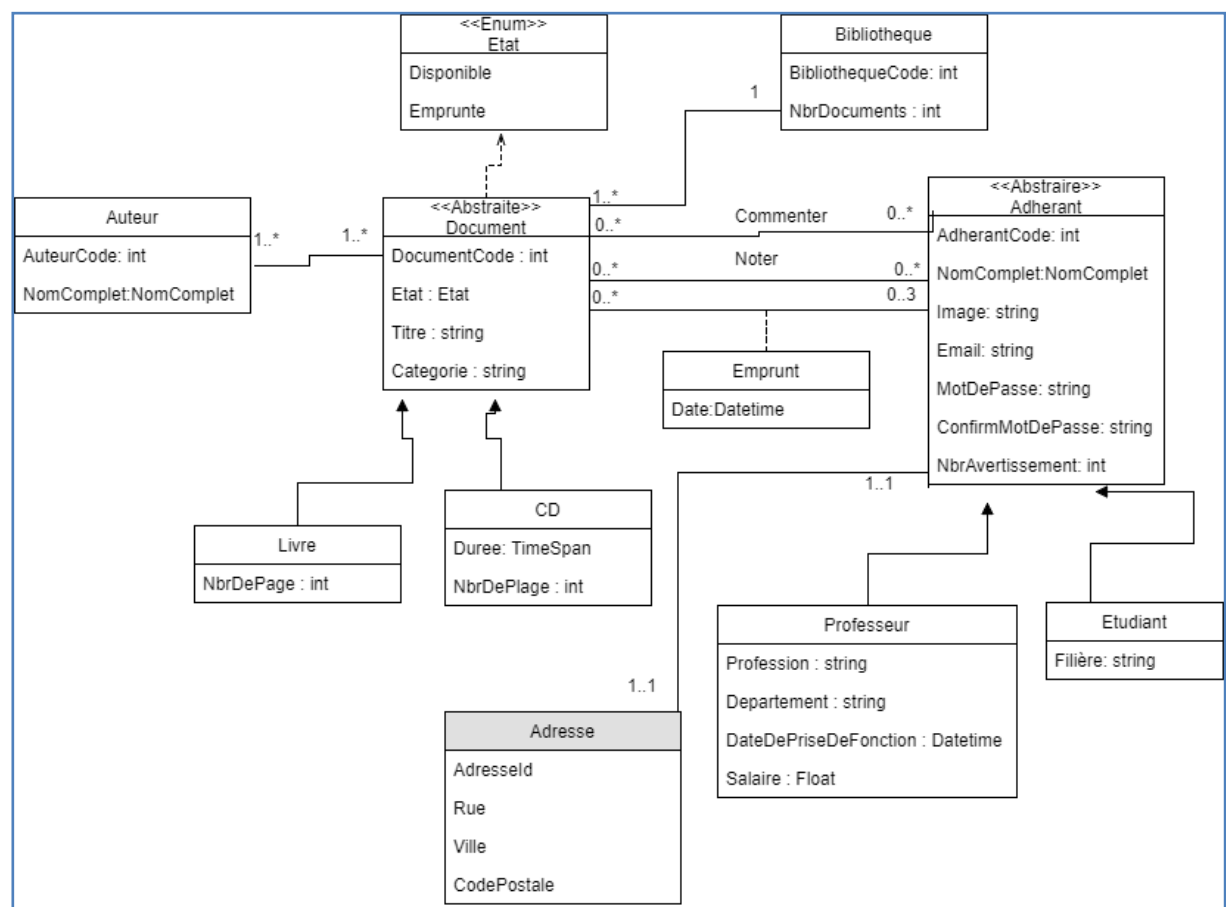 <<Enum>>
Etat
Disponible
Emprunte
Bibliotheque
BibliothequeCode: int
NbrDocuments : int
1
1..*
Auteur
AuteurCode: int
NomComplet:NomComplet
1..*
1..*
<<Abstraite>>
Document
DocumentCode : int
Etat : Etat
Titre : string
Categorie : string
0..*
Commenter
0..*
0..*
Noter
0..*
0..*
0..3
<<Abstraire>>
Adherant
AdherantCode: int
NomComplet:NomComplet
Image: string
Email: string
MotDePasse: string
ConfirmMotDePasse: string
NbrAvertissement: int
Emprunt
Date:Datetime
1..1
Livre
NbrDePage : int
CD
Duree: TimeSpan
NbrDePlage : int
Professeur
Profession : string
Departement : string
DateDePriseDeFonction : Datetime
Salaire : Float
Etudiant
Filière: string
1..1
Adresse
AdresseId
Rue
Ville
CodePostale